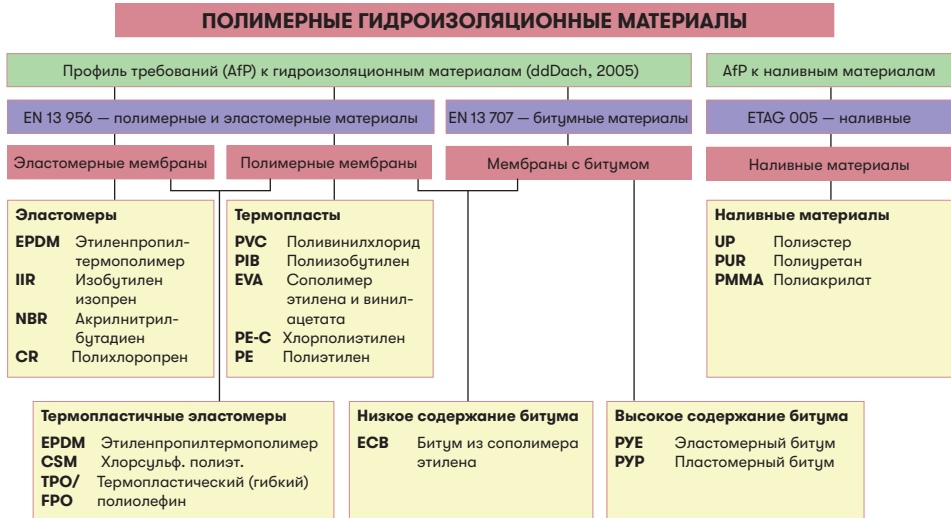 ПОЛИМЕРНЫЕ ГИДРОИЗОЛЯЦИОННЫЕ МАТЕРИАЛЫ
Профиль требований (AfP) к гидроизоляционным материалам (ddDach, 2005)
AfP к наливным материалам
EN 13 956 — полимерные и эластомерные материалы
EN 13 707 — битумные материалы
ETAG 005 — наливные
Эластомерные мембраны
Полимерные мембраны
Мембраны с битумом
Наливные материалы
Эластомеры
EPDM Этиленпропил-
термополимер
IIR Изобутилен
изопрен
NBR Акрилнитрил-
бутадиен
CR Полихлоропрен
Термопласты
PVC Поливинилхлорид
PIB Полиизобутилен
EVA Сополимер
этилена и винил-
ацетата
PE-C Хлорполиэтилен
PE Полиэтилен
Наливные материалы
UP Полиэстер
PUR Полиуретан
PMMA Полиакрилат
Термопластичные эластомеры
EPDM Этиленпропилтермополимер
CSM Хлорсульф. полиэт.
TPO/ Термопластический (гибкий)
FPO полиолефин
Низкое содержание битума
ECB Битум из сополимера
этилена
Высокое содержание битума
PYE Эластомерный битум
PYP Пластомерный битум